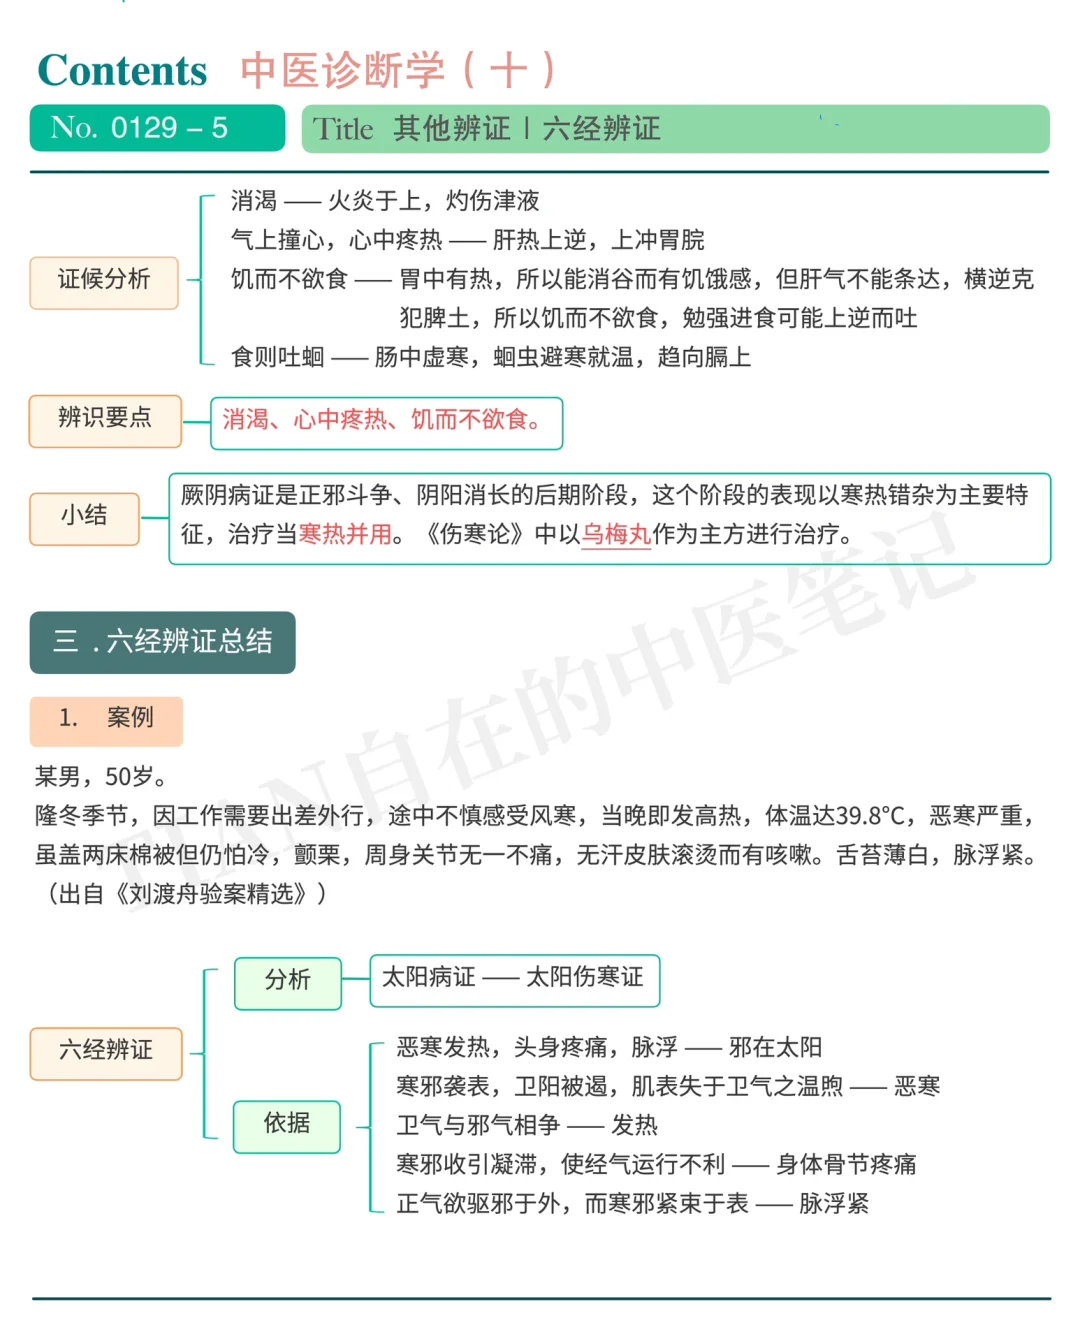 Contents 中医诊断学（十）
No. 0129 – 5
Title 其他辨证｜六经辨证
证候分析
消渴 —— 火炎于上，灼伤津液
气上撞心，心中疼热 —— 肝热上逆，上冲胃脘
饥而不欲食 —— 胃中有热，所以能消谷而有饥饿感，但肝气不能条达，横逆克
犯脾土，所以饥而不欲食，勉强进食可能上逆而吐
食则吐蛔 —— 肠中虚寒，蛔虫避寒就温，趋向膈上
辨识要点
消渴、心中疼热、饥而不欲食。
小结
厥阴病证是正邪斗争、阴阳消长的后期阶段，这个阶段的表现以寒热错杂为主要特
征，治疗当寒热并用。《伤寒论》中以乌梅丸作为主方进行治疗。
三 . 六经辨证总结
1. 案例
某男，50岁。
隆冬季节，因工作需要出差外行，途中不慎感受风寒，当晚即发高热，体温达39.8℃，恶寒严重，
虽盖两床棉被但仍怕冷，颤栗，周身关节无一不痛，无汗皮肤滚烫而有咳嗽。舌苔薄白，脉浮紧。
（出自《刘渡舟验案精选》）
六经辨证
分析
太阳病证 —— 太阳伤寒证
依据
恶寒发热，头身疼痛，脉浮 —— 邪在太阳
寒邪袭表，卫阳被遏，肌表失于卫气之温煦 —— 恶寒
卫气与邪气相争 —— 发热
寒邪收引凝滞，使经气运行不利 —— 身体骨节疼痛
正气欲驱邪于外，而寒邪紧束于表 —— 脉浮紧
TIAN自在的中医笔记